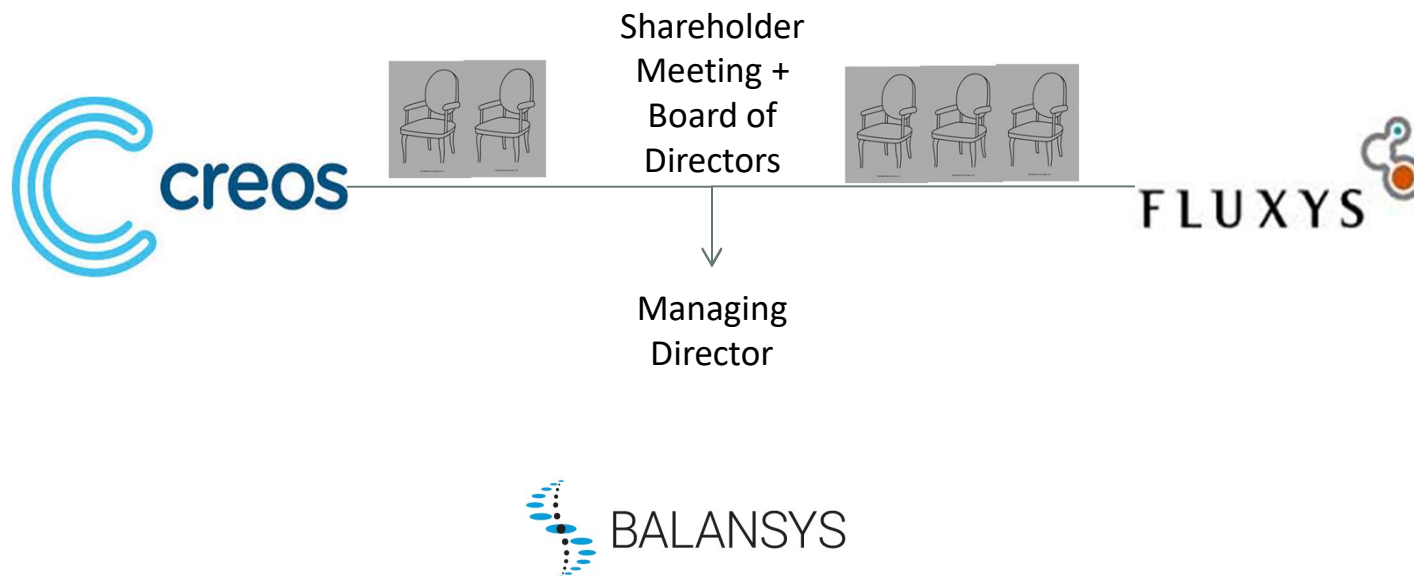 Shareholder
Meeting +
Board of
Directors
creos
FLUXYS
Managing
Director
BALANSYS